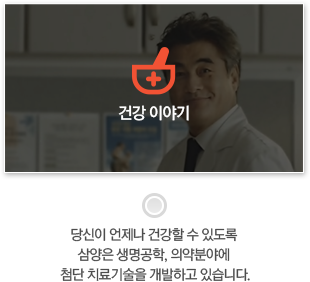 건강 이야기
당신이 언제나 건강할 수 있도록
삼양은 생명공학, 의약분야에
첨단 치료기술을 개발하고 있습니다.